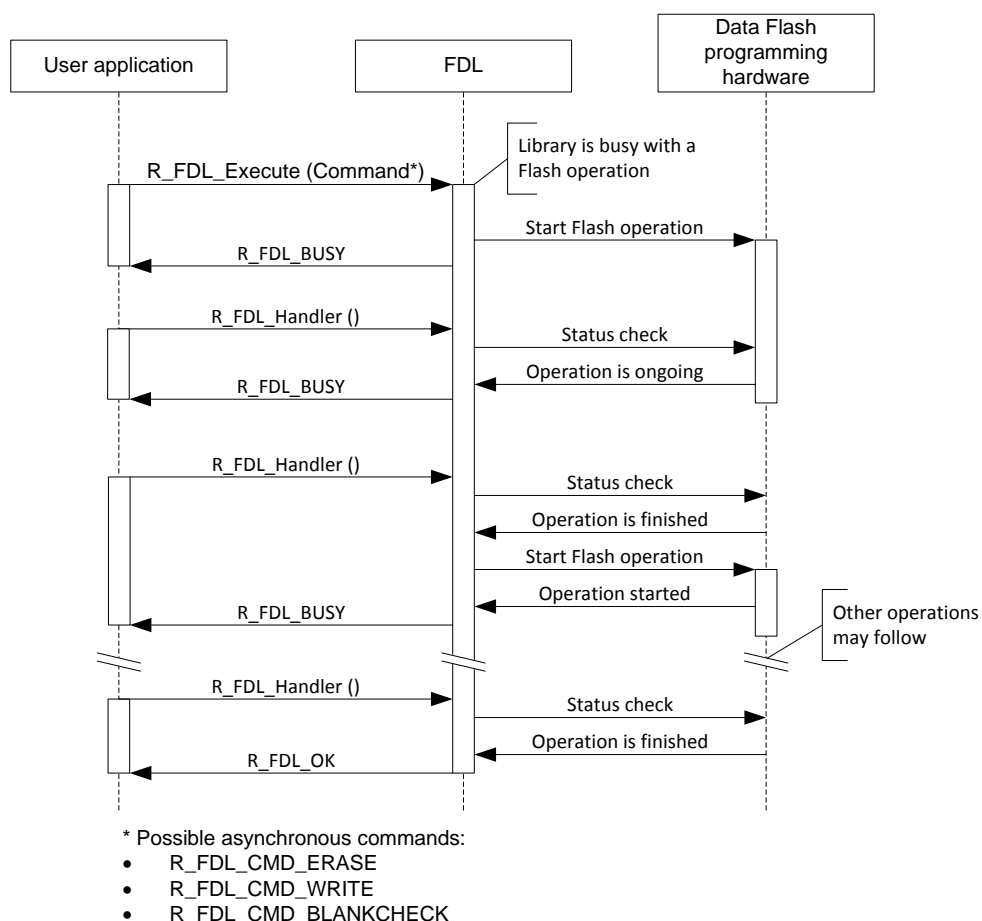 User application
FDL
Data Flash
programming
hardware
Library is busy with a
Flash operation
R_FDL_Execute (Command*)
Start Flash operation
R_FDL_BUSY
R_FDL_Handler ()
Status check
Operation is ongoing
R_FDL_BUSY
R_FDL_Handler ()
Status check
Operation is finished
Start Flash operation
Operation started
R_FDL_BUSY
Other operations
may follow
R_FDL_Handler ()
Status check
Operation is finished
R_FDL_OK
* Possible asynchronous commands:
• R_FDL_CMD_ERASE
• R_FDL_CMD_WRITE
• R_FDL_CMD_BLANKCHECK